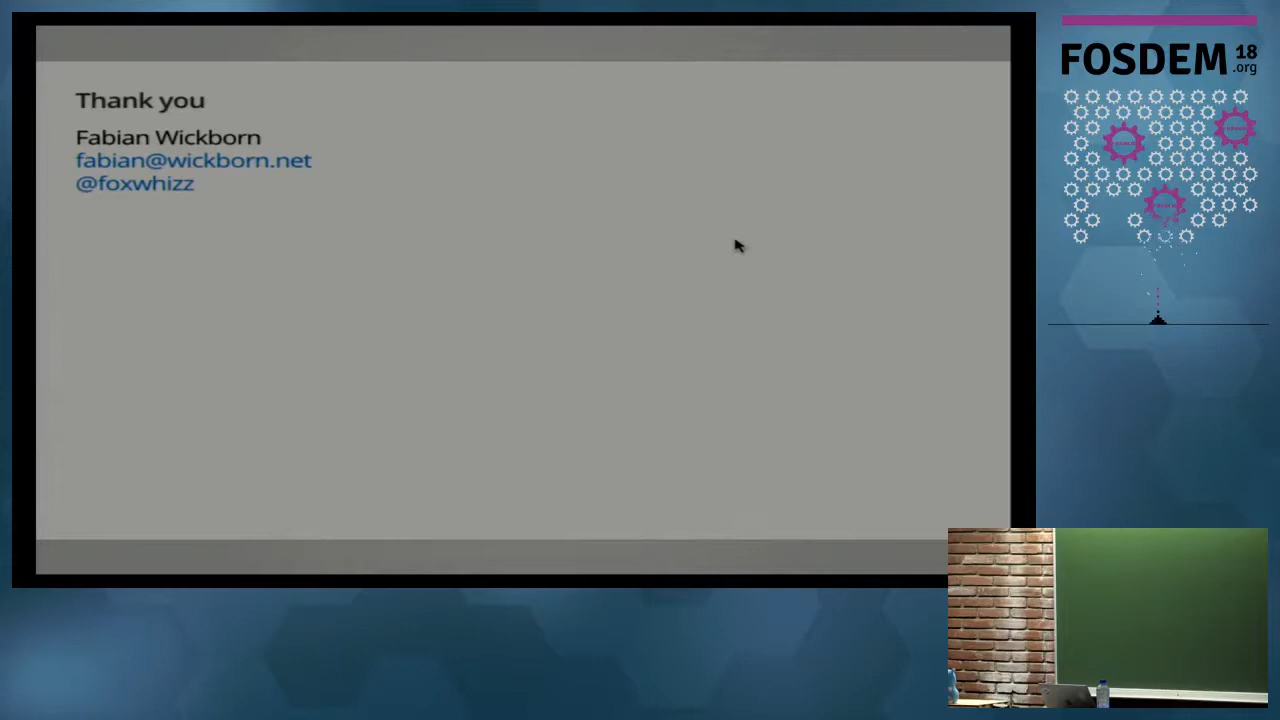 Thank you
Fabian Wickborn
fabian@wickborn.net
@foxwhizz
FOSDEM 18
.org